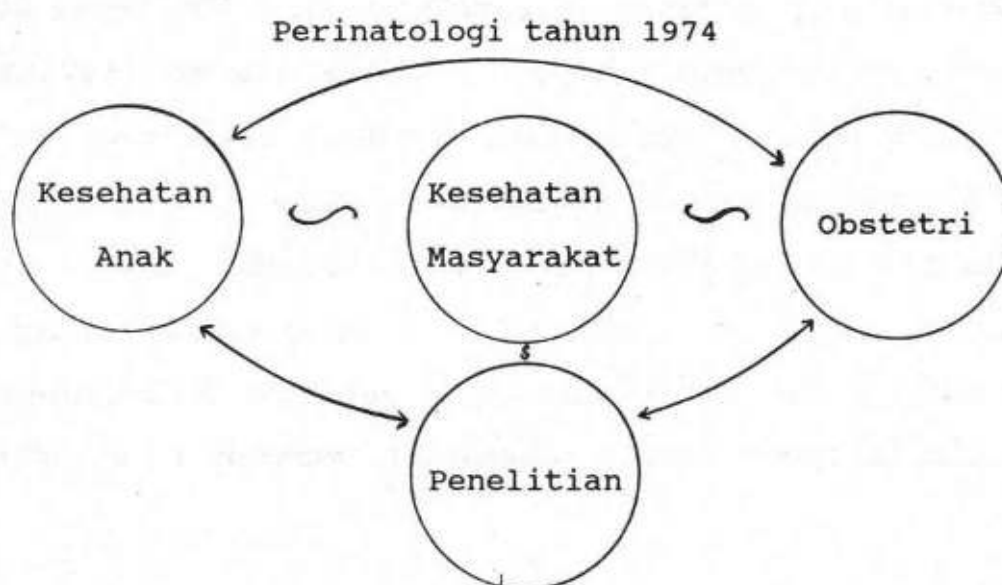 Perinatologi tahun 1974
Kesehatan
Anak
Kesehatan
Masyarakat
Obstetri
Penelitian